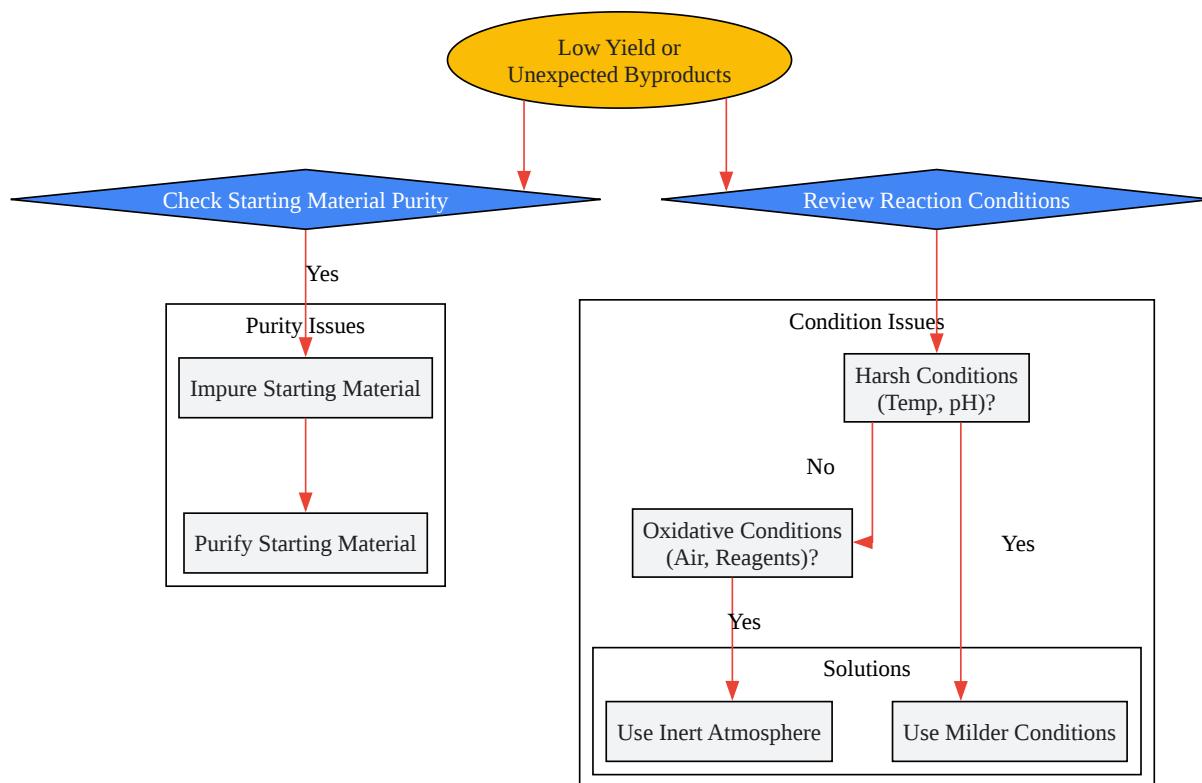 Low Yield or
Unexpected Byproducts
Check Starting Material Purity
Review Reaction Conditions
Yes
Purity Issues
Impure Starting Material
Purify Starting Material
Condition Issues
Harsh Conditions
(Temp, pH)?
No
Oxidative Conditions
(Air, Reagents)?
Yes
Yes
Solutions
Use Inert Atmosphere
Use Milder Conditions